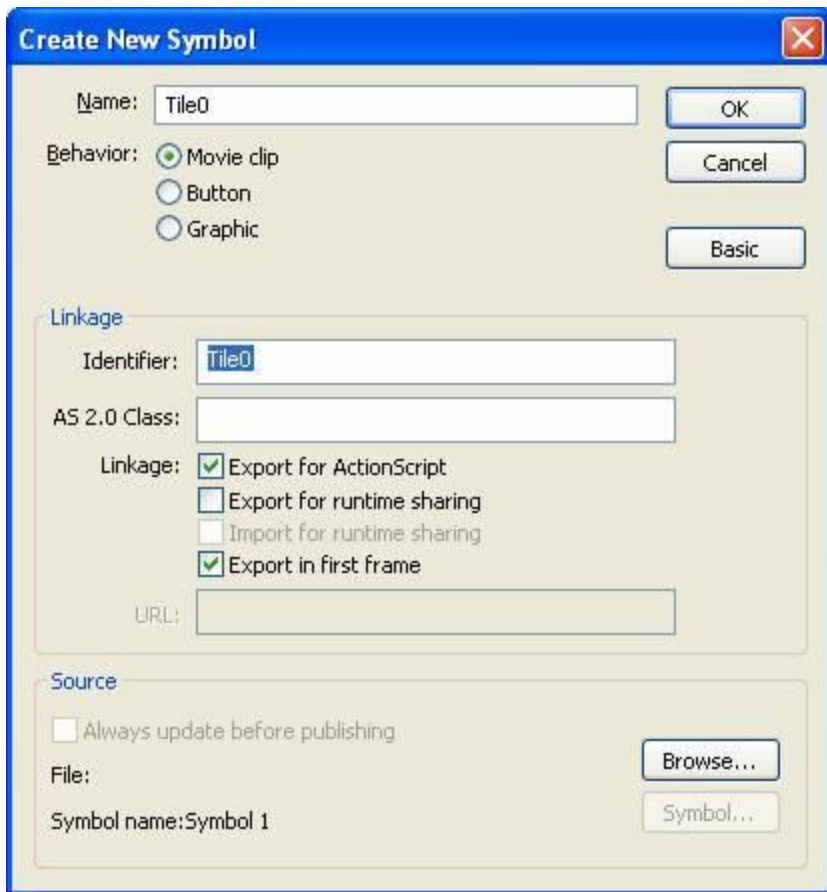 Create New Symbol
Name: Tile0
OK
Behavior: Movie clip
Cancel
Button
Graphic
Basic
Linkage
Identifier: Tile0
AS 2.0 Class:
Linkage: Export for ActionScript
Export for runtime sharing
Import for runtime sharing
Export in first frame
URL:
Source
Always update before publishing
Browse...
File:
Symbol name:Symbol 1
Symbol...